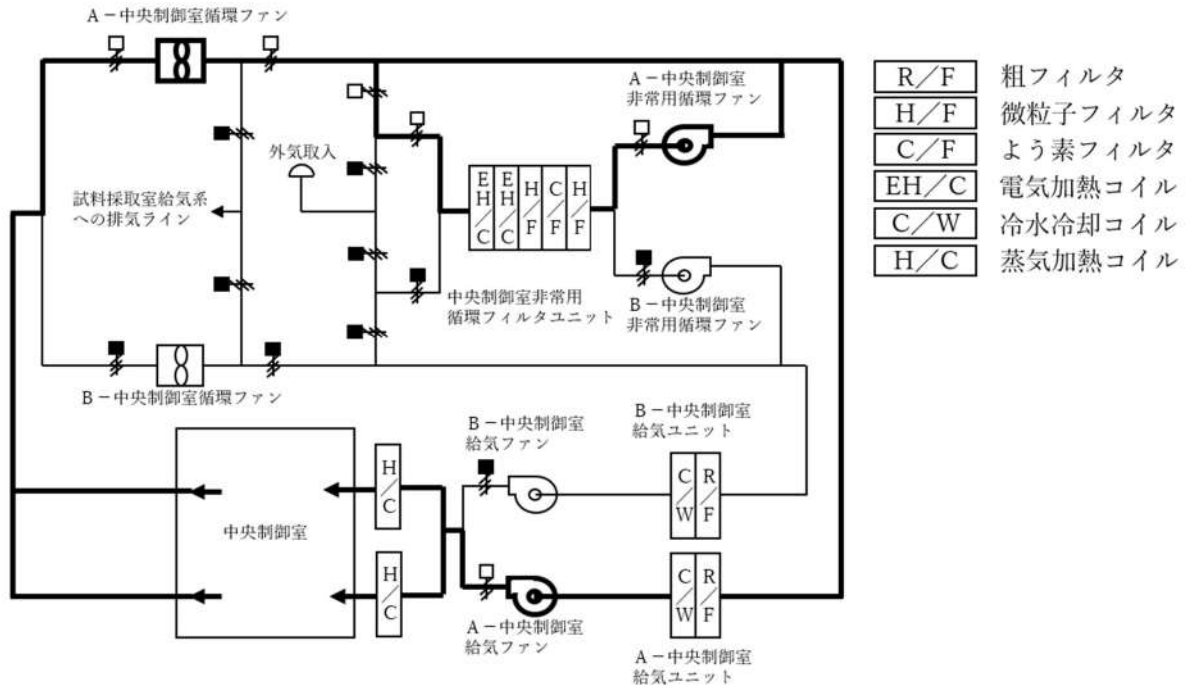 A－中央制御室循環ファン
A－中央制御室
非常用循環ファン
外気取入
試料採取室給気系
への排気ライン
EH/C
EH/C
H/F
C/F
H/F
中央制御室非常用
循環フィルタユニット
B－中央制御室
非常用循環ファン
B－中央制御室循環ファン
B－中央制御室
給気ファン
B－中央制御室
給気ユニット
H/C
C/W
R/F
中央制御室
H/C
C/W
R/F
A－中央制御室
給気ファン
A－中央制御室
給気ユニット
R／F 粗フィルタ
H／F 微粒子フィルタ
C／F よう素フィルタ
EH／C 電気加熱コイル
C／W 冷水冷却コイル
H／C 蒸気加熱コイル